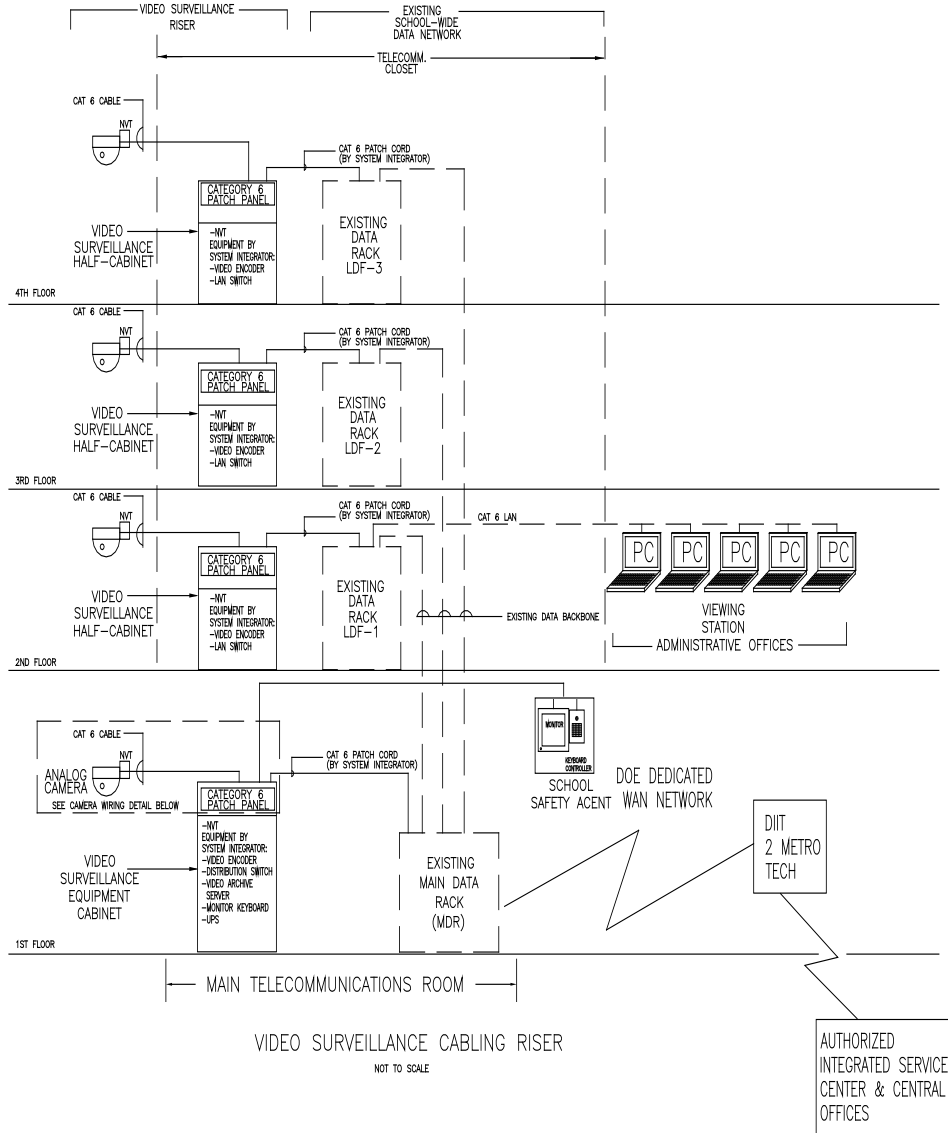 VIDEO SURVEILLANCE
RISER
EXISTING
SCHOOL-WIDE
DATA NETWORK
TELECOMM.
CLOSET
CAT 6 CABLE
NVT
CAT 6 PATCH CORD
(BY SYSTEM INTEGRATOR)
CATEGORY 6
PATCH PANEL
VIDEO
SURVEILLANCE
HALF-CABINET
-NVT
EQUIPMENT BY
SYSTEM INTEGRATOR:
-VIDEO ENCODER
-LAN SWITCH
EXISTING
DATA
RACK
LDF-3
4TH FLOOR
CAT 6 CABLE
NVT
CAT 6 PATCH CORD
(BY SYSTEM INTEGRATOR)
CATEGORY 6
PATCH PANEL
VIDEO
SURVEILLANCE
HALF-CABINET
-NVT
EQUIPMENT BY
SYSTEM INTEGRATOR:
-VIDEO ENCODER
-LAN SWITCH
EXISTING
DATA
RACK
LDF-2
3RD FLOOR
CAT 6 CABLE
NVT
CAT 6 PATCH CORD
(BY SYSTEM INTEGRATOR)
CAT 6 LAN
CATEGORY 6
PATCH PANEL
VIDEO
SURVEILLANCE
HALF-CABINET
-NVT
EQUIPMENT BY
SYSTEM INTEGRATOR:
-VIDEO ENCODER
-LAN SWITCH
EXISTING
DATA
RACK
LDF-1
PC PC PC PC PC
EXISTING DATA BACKBONE
VIEWING
STATION
ADMINISTRATIVE OFFICES
2ND FLOOR
CAT 6 CABLE
NVT
ANALOG
CAMERA
SEE CAMERA WIRING DETAIL BELOW
CAT 6 PATCH CORD
(BY SYSTEM INTEGRATOR)
MONITOR
KEYBOARD
CONTROLLER
SCHOOL
SAFETY ACENT
DOE DEDICATED
WAN NETWORK
CATEGORY 6
PATCH PANEL
VIDEO
SURVEILLANCE
EQUIPMENT
CABINET
-NVT
EQUIPMENT BY
SYSTEM INTEGRATOR:
-VIDEO ENCODER
-DISTRIBUTION SWITCH
-VIDEO ARCHIVE
SERVER
-MONITOR KEYBOARD
-UPS
EXISTING
MAIN DATA
RACK
(MDR)
DIIT
2 METRO
TECH
1ST FLOOR
MAIN TELECOMMUNICATIONS ROOM
VIDEO SURVEILLANCE CABLING RISER
NOT TO SCALE
AUTHORIZED
INTEGRATED SERVICE
CENTER & CENTRAL
OFFICES